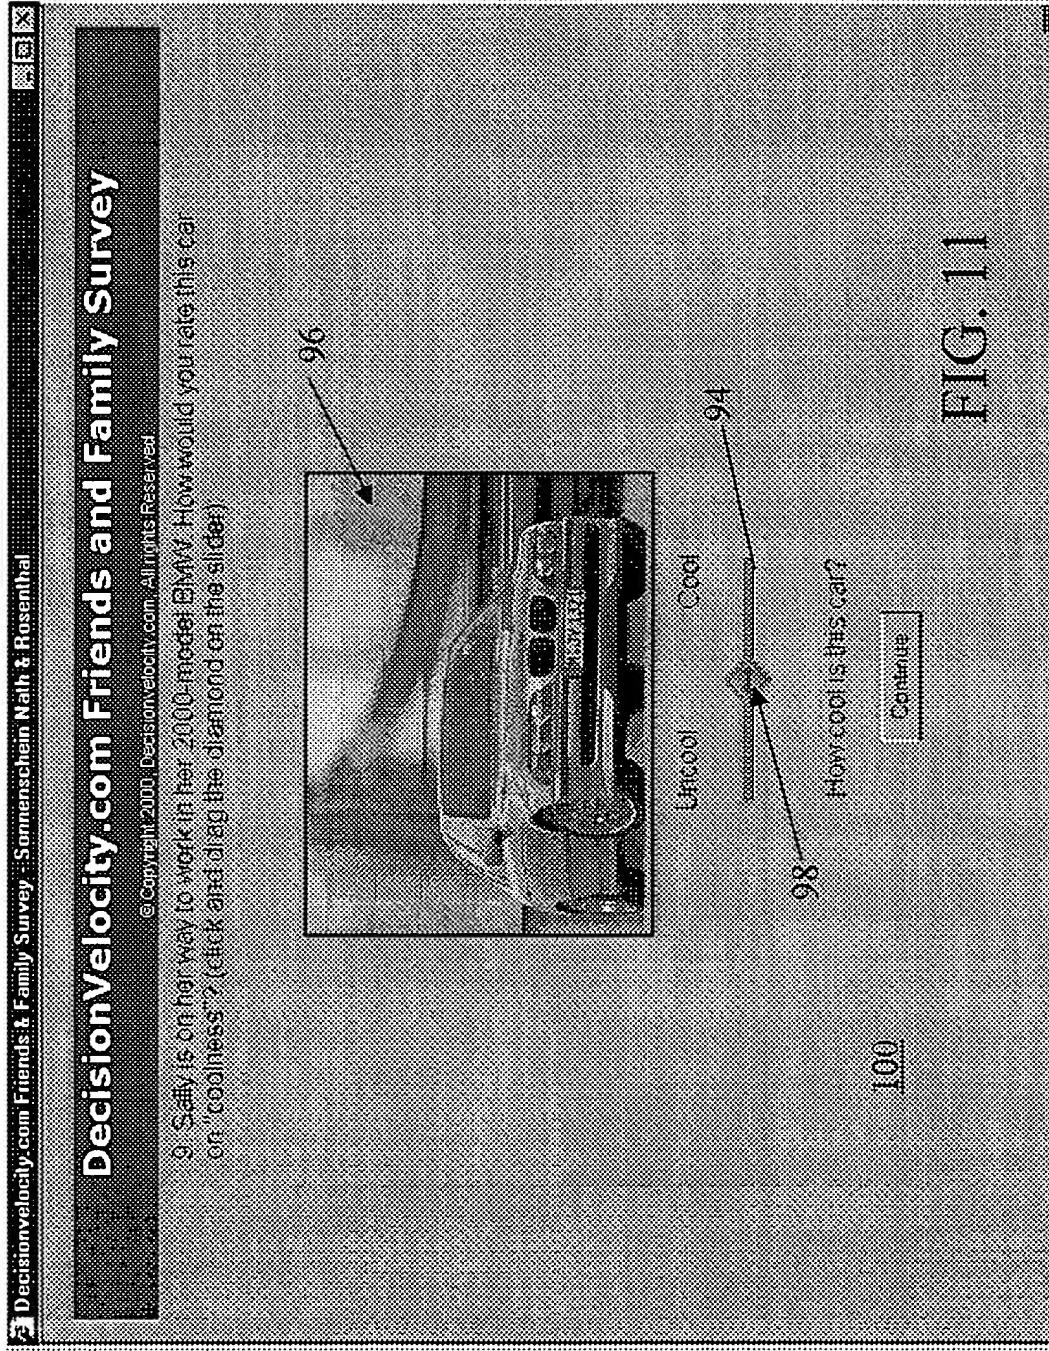 Decisionvelocity.com Friends & Family Survey - Sonnenschein Nath & Rosenthal
DecisionVelocity.com Friends and Family Survey
© Copyright 2000, Decisionvelocity.com. All rights Reserved
9. Sally is on her way to work in her 2000-model BMW. How would you rate this car
on "coolness"? (click and drag the diamond on the slider)
96
Uncool Cool
94
98
How cool is this car?
Continue
100
FIG. 11